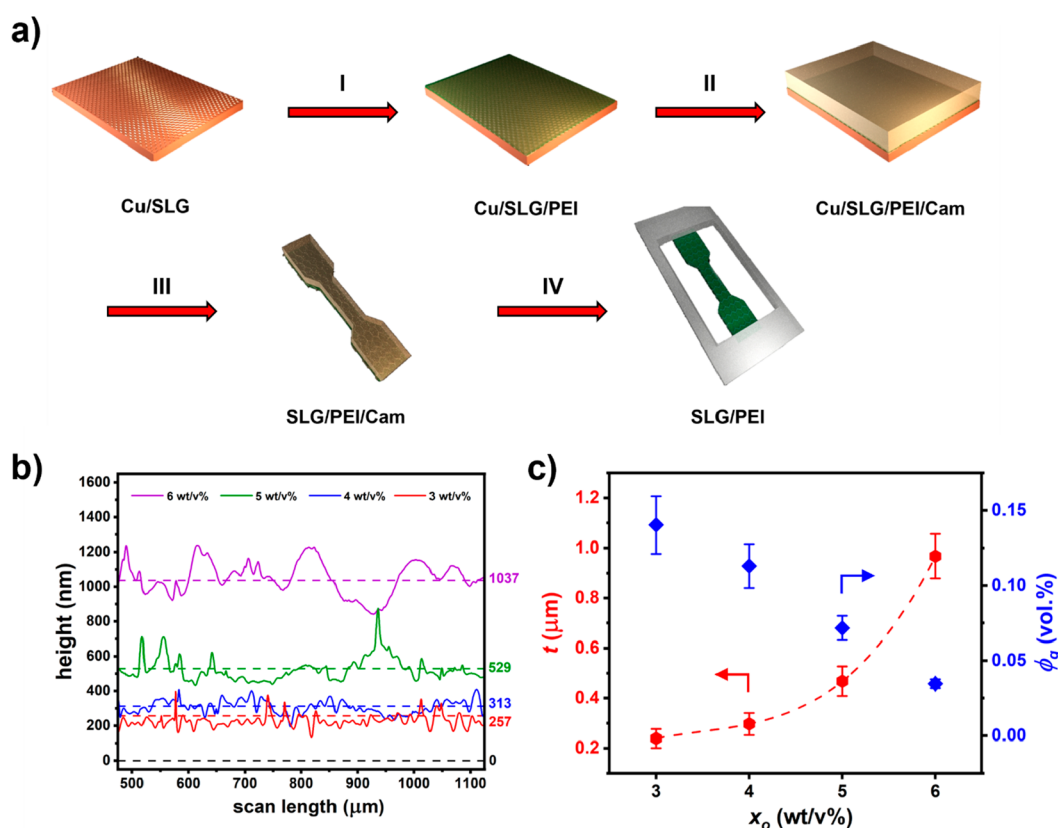 a)
I
II
Cu/SLG
Cu/SLG/PEI
Cu/SLG/PEI/Cam
III
IV
SLG/PEI/Cam
SLG/PEI
b)
1600
1400
1200
1000
800
600
400
300
200
100
0
height (nm)
6 wt/v%
5 wt/v%
4 wt/v%
3 wt/v%
1037
529
313
257
0
500
600
700
800
900
1000
1100
scan length (μm)
c)
1.2
1.0
0.8
0.6
0.4
0.2
t (μm)
0.15
0.10
0.05
0.00
ϕg (vol.%)
3
4
5
6
xo (wt/v%)